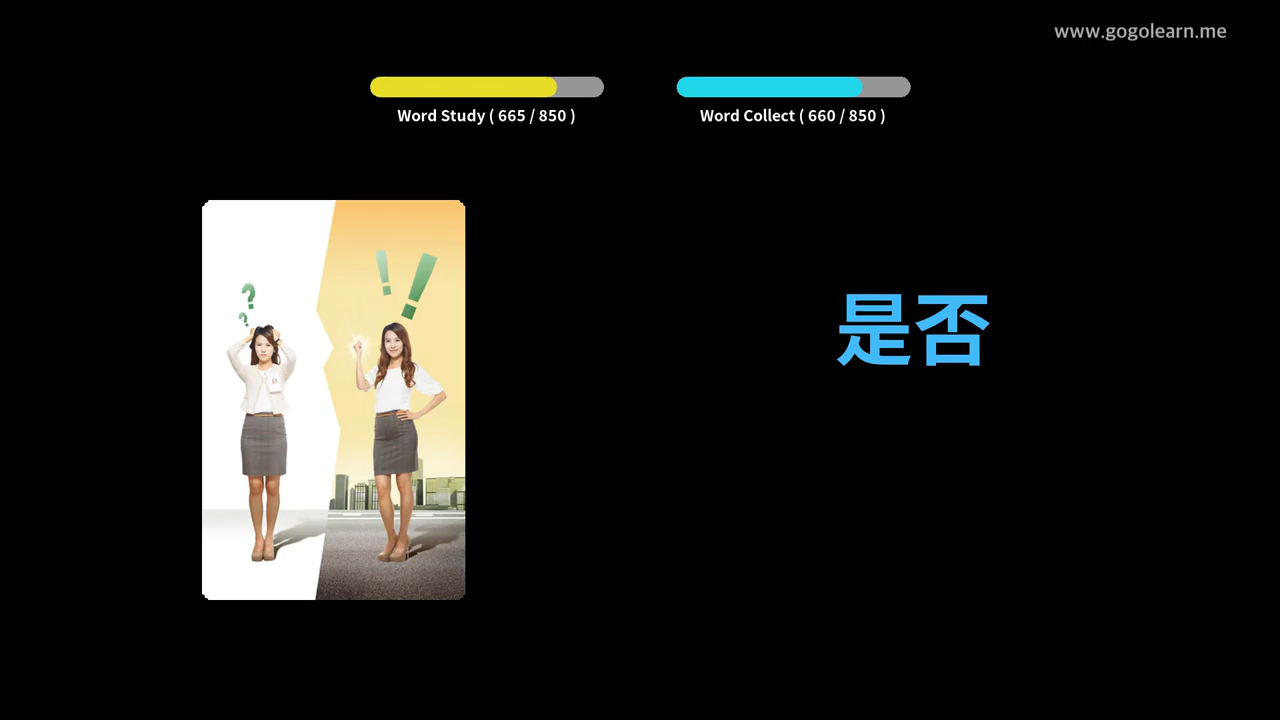 www.gogolearn.me
Word Study ( 665 / 850 )
Word Collect ( 660 / 850 )
? ?
! !
是否